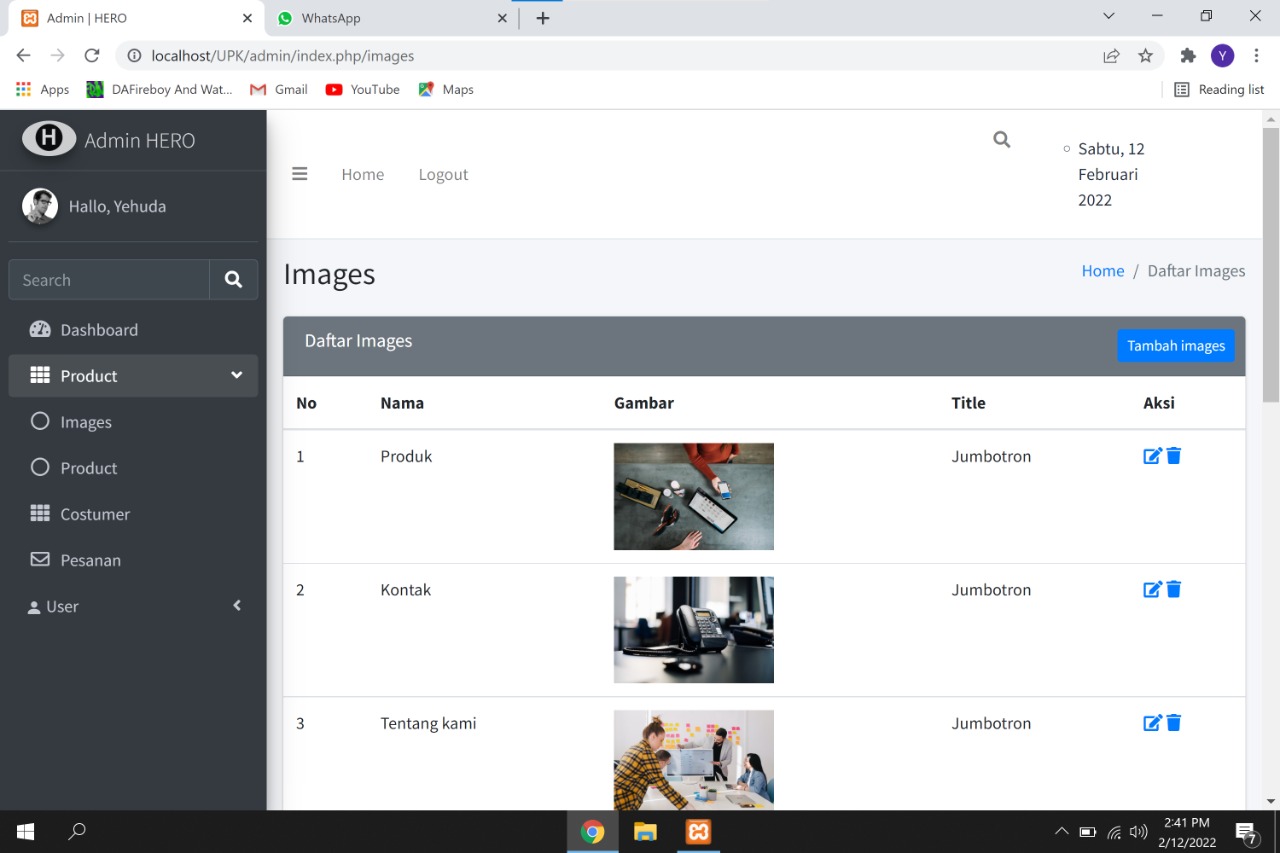 Admin | HERO
WhatsApp
localhost/UPK/admin/index.php/images
Y
Apps
DAFireboy And Wat...
Gmail
YouTube
Maps
Reading list
H
Admin HERO
Hallo, Yehuda
Search
Dashboard
Product
Images
Product
Costumer
Pesanan
User
Home
Logout
Sabtu, 12
Februari
2022
Images
Home / Daftar Images
Daftar Images
Tambah images
No Nama Gambar Title Aksi
1 Produk Jumbotron
2 Kontak Jumbotron
3 Tentang kami Jumbotron
2:41 PM
2/12/2022
7